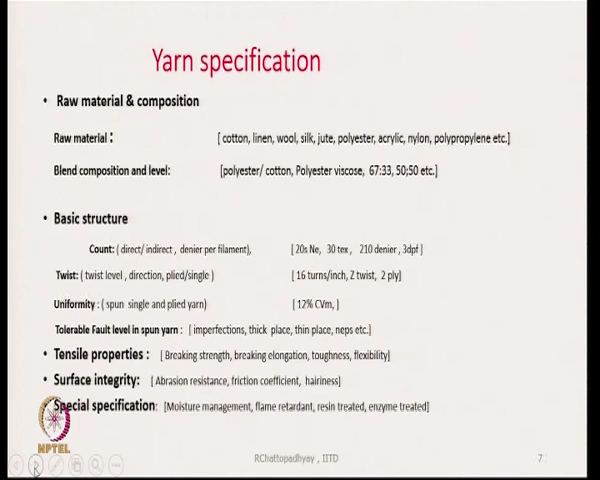 Yarn specification
• Raw material & composition
Raw material : [ cotton, linen, wool, silk, jute, polyester, acrylic, nylon, polypropylene etc.]
Blend composition and level: [polyester/ cotton, Polyester viscose, 67:33, 50;50 etc.]
• Basic structure
Count: ( direct/ indirect , denier per filament), [ 20s Ne, 30 tex , 210 denier , 3dpf ]
Twist: ( twist level , direction, plied/single ) [ 16 turns/inch, Z twist, 2 ply]
Uniformity : ( spun single and plied yarn) [ 12% CVm, ]
Tolerable Fault level in spun yarn : [ imperfections, thick place, thin place, neps etc.]
• Tensile properties : [ Breaking strength, breaking elongation, toughness, flexibility]
• Surface integrity: [ Abrasion resistance, friction coefficient, hairiness]
• Special specification: [Moisture management, flame retardant, resin treated, enzyme treated]
NPTEL
RChattopadhyay , IITD 7